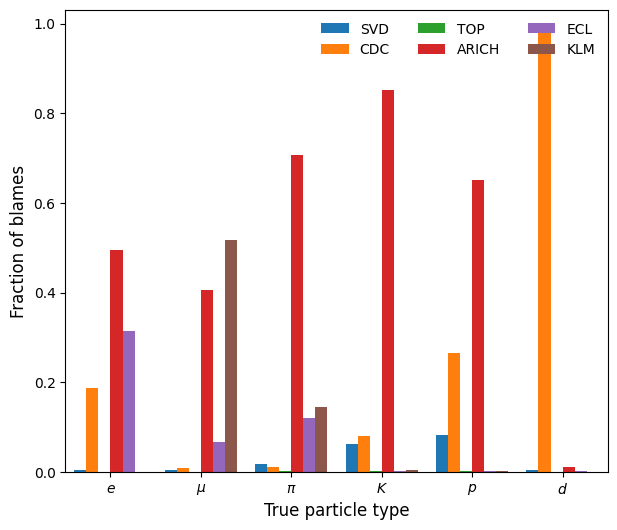 SVD TOP ECL
CDC ARICH KLM
Fraction of blames
1.0
0.8
0.6
0.4
0.2
0.0
e μ π K p d
True particle type